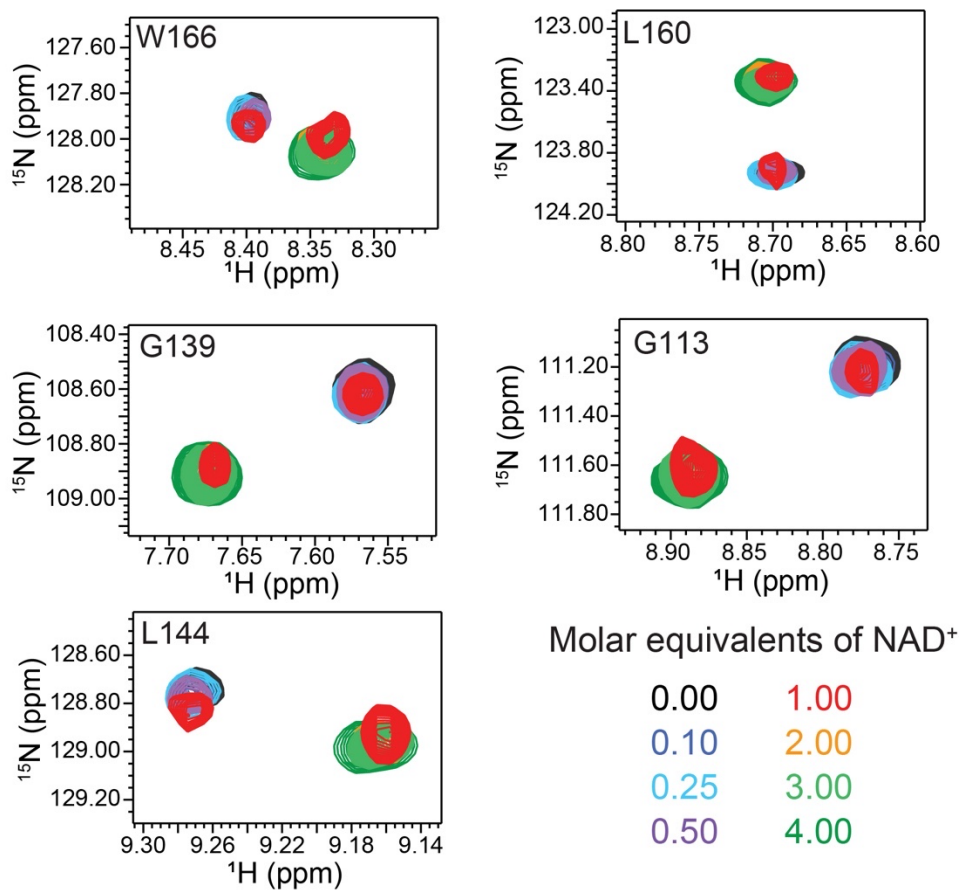 W166
127.60
127.80
128.00
128.20
¹⁵N (ppm)
8.45 8.40 8.35 8.30
¹H (ppm)
L160
123.00
123.40
123.80
124.20
¹⁵N (ppm)
8.80 8.75 8.70 8.65 8.60
¹H (ppm)
G139
108.40
108.60
108.80
109.00
¹⁵N (ppm)
7.70 7.65 7.60 7.55
¹H (ppm)
G113
111.20
111.40
111.60
111.80
¹⁵N (ppm)
8.90 8.85 8.80 8.75
¹H (ppm)
L144
128.60
128.80
129.00
129.20
¹⁵N (ppm)
9.30 9.26 9.22 9.18 9.14
¹H (ppm)
Molar equivalents of NAD⁺
0.00 1.00
0.10 2.00
0.25 3.00
0.50 4.00